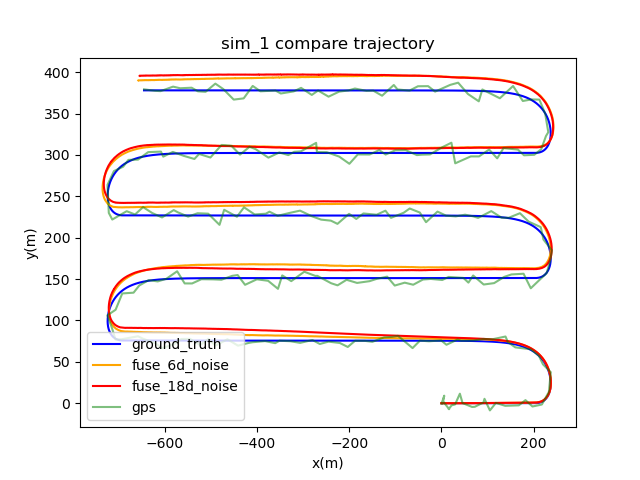 sim_1 compare trajectory
400
350
300
250
200
150
100
50
0
y(m)
ground_truth
fuse_6d_noise
fuse_18d_noise
gps
−600
−400
−200
0
200
x(m)